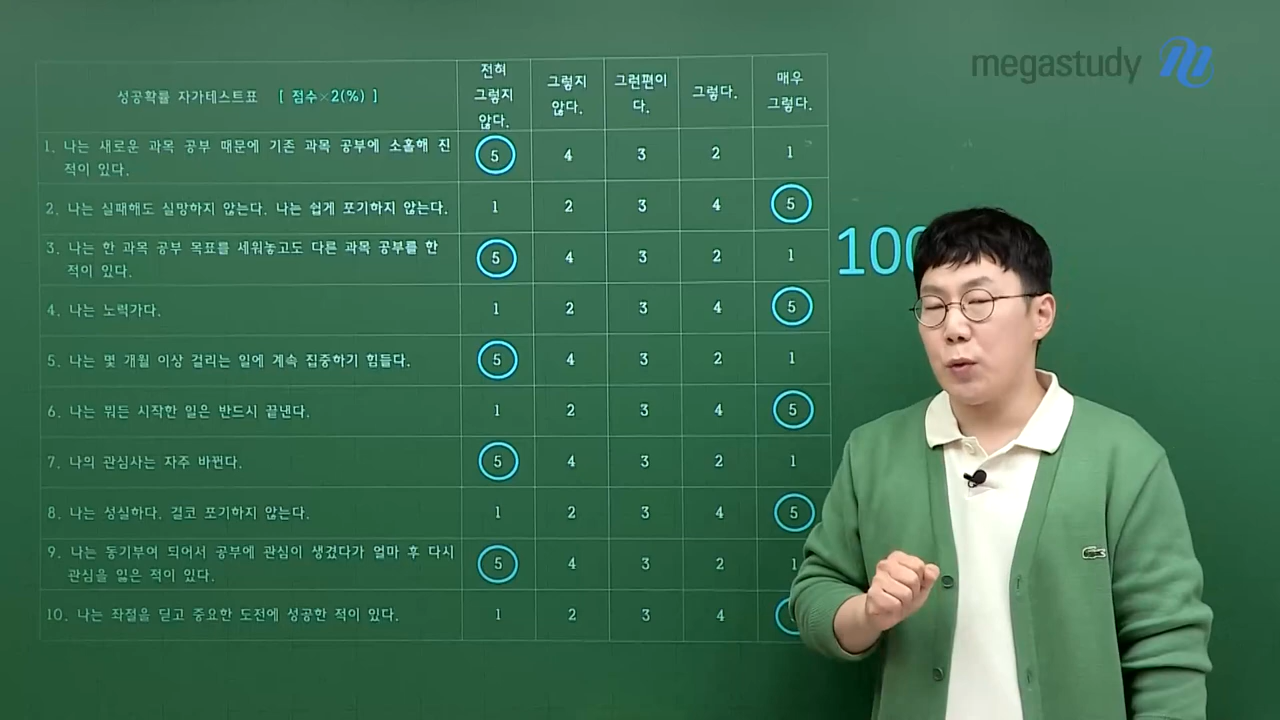 megastudy
성공확률 자가테스트표 [ 점수×2(%) ]
전혀
그렇지
않다.
그렇지
않다.
그런편이
다.
그렇다.
매우
그렇다.
1. 나는 새로운 과목 공부 때문에 기존 과목 공부에 소홀해 진
적이 있다.
5 4 3 2 1
2. 나는 실패해도 실망하지 않는다. 나는 쉽게 포기하지 않는다.
1 2 3 4 5
3. 나는 한 과목 공부 목표를 세워놓고도 다른 과목 공부를 한
적이 있다.
5 4 3 2 1
100
4. 나는 노력가다.
1 2 3 4 5
5. 나는 몇 개월 이상 걸리는 일에 계속 집중하기 힘들다.
5 4 3 2 1
6. 나는 뭐든 시작한 일은 반드시 끝낸다.
1 2 3 4 5
7. 나의 관심사는 자주 바뀐다.
5 4 3 2 1
8. 나는 성실하다. 결코 포기하지 않는다.
1 2 3 4 5
9. 나는 동기부여 되어서 공부에 관심이 생겼다가 얼마 후 다시
관심을 잃은 적이 있다.
5 4 3 2 1
10. 나는 좌절을 딛고 중요한 도전에 성공한 적이 있다.
1 2 3 4